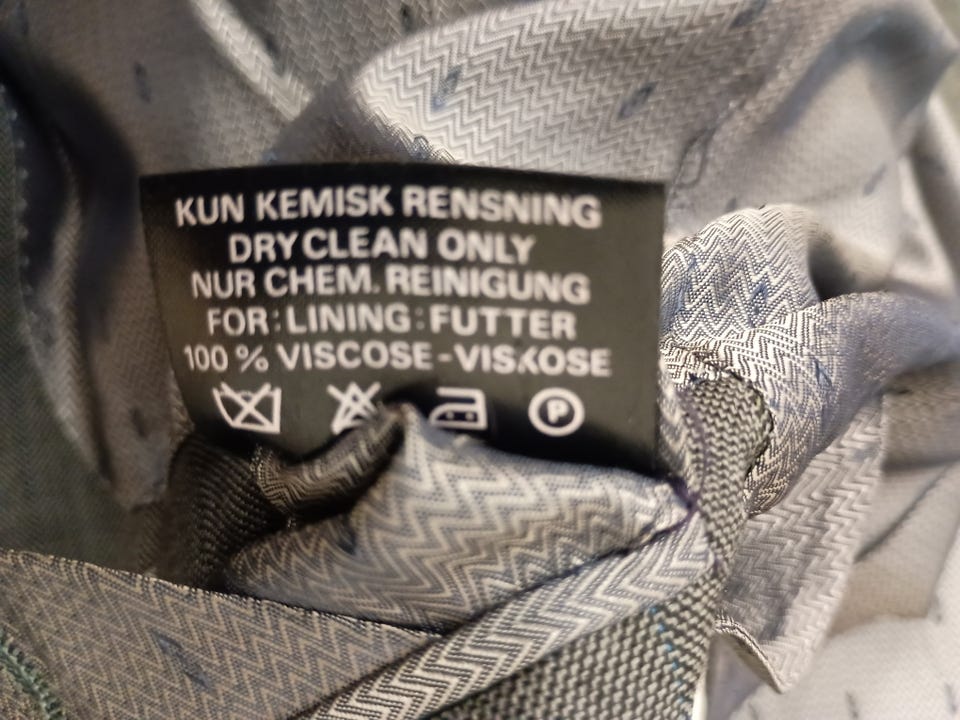 KUN KEMISK RENSNING
DRY CLEAN ONLY
NUR CHEM. REINIGUNG
FOR : LINING : FUTTER
100 % VISCOSE - VISKOSE
P